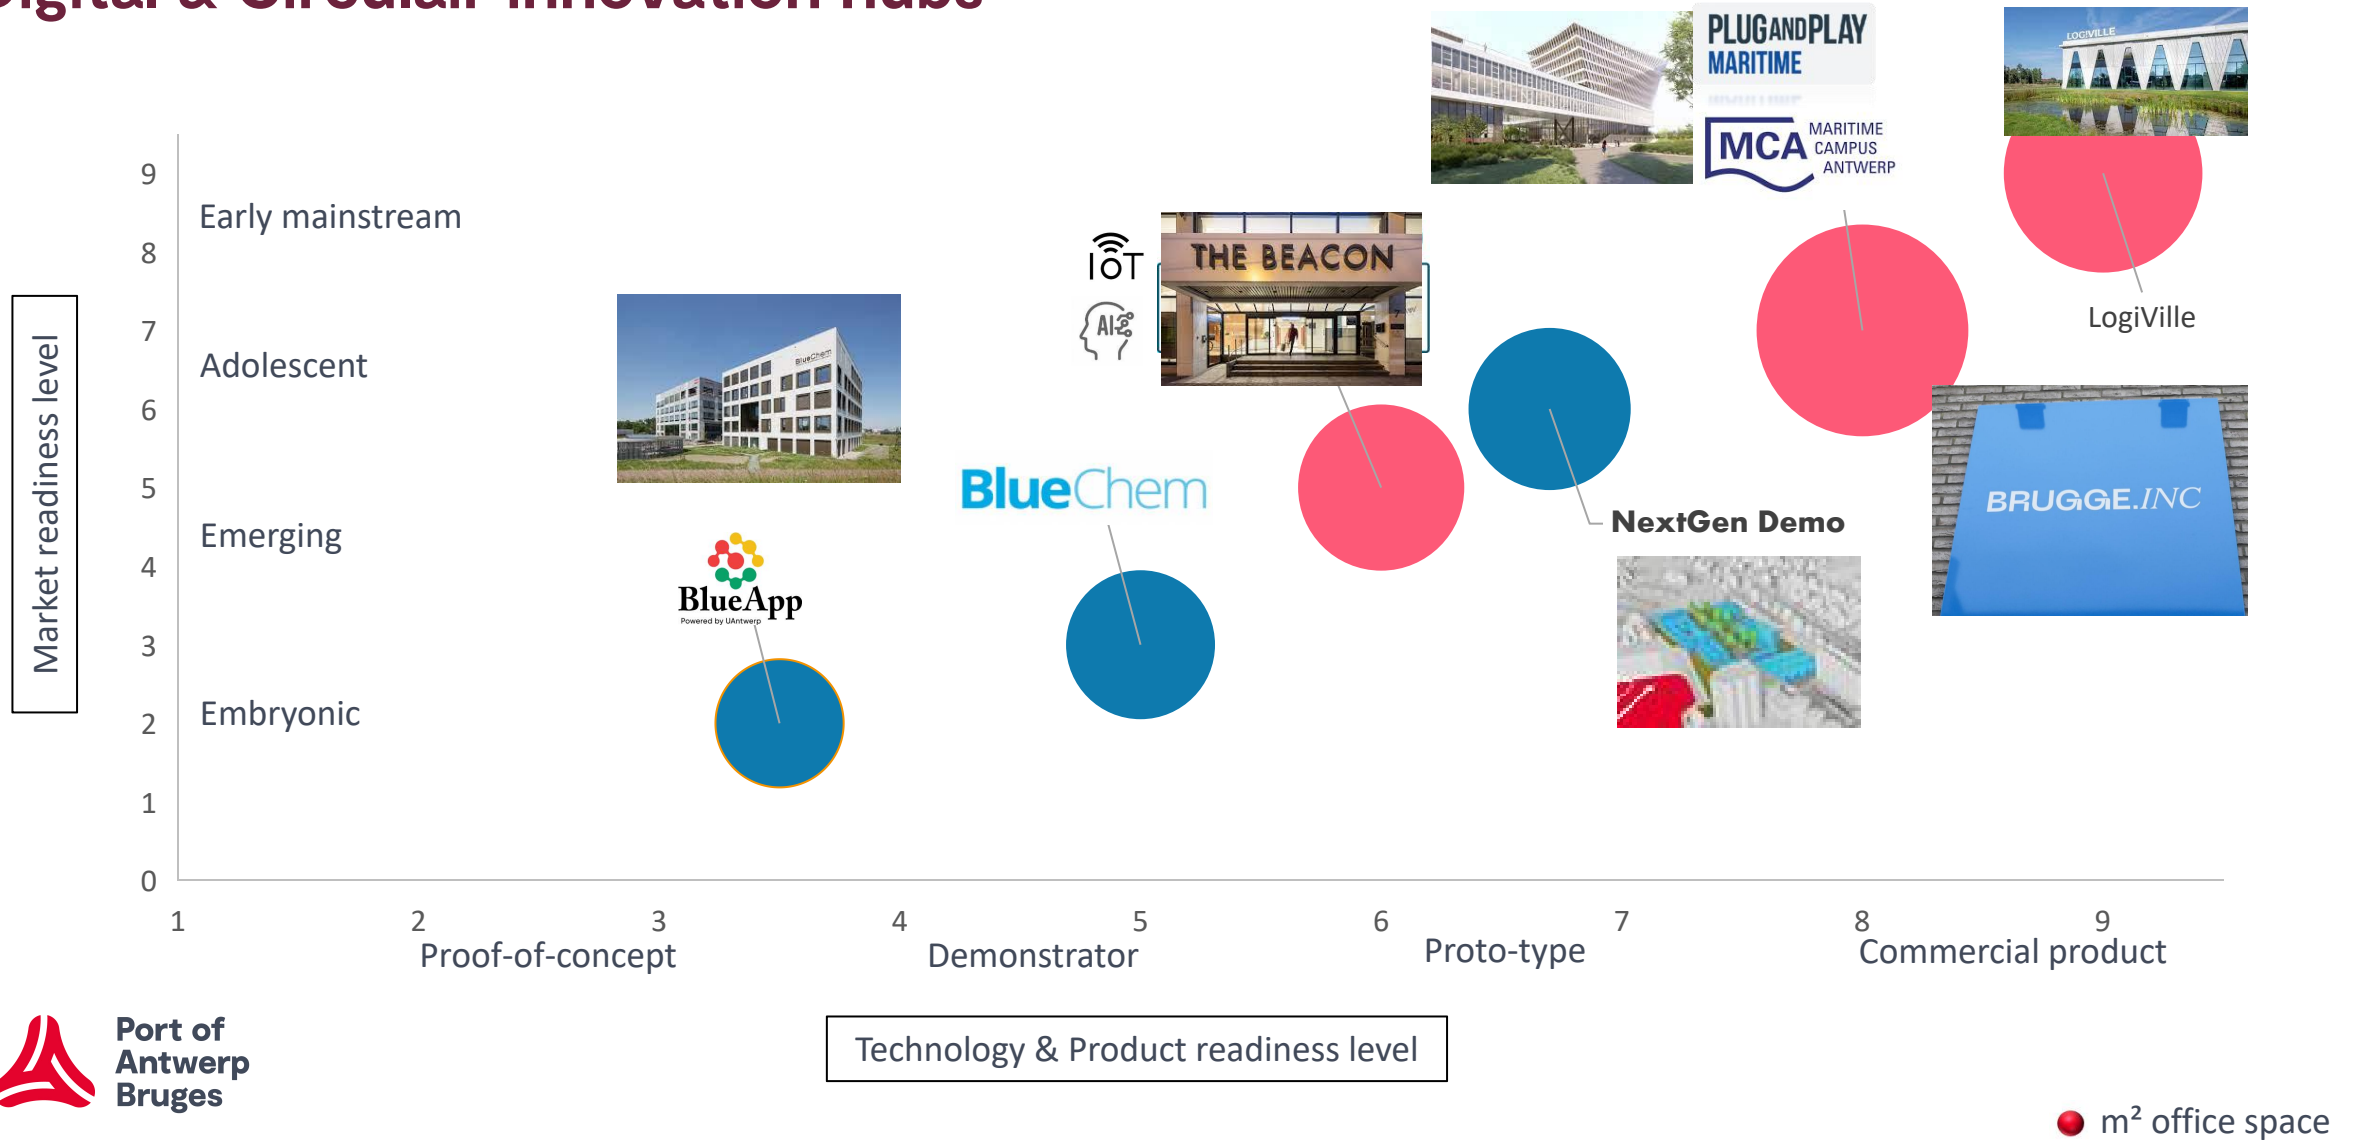 Digital & Circulair innovation hubs
PLUGANDPLAY
MARITIME
MCA
MARITIME
CAMPUS
ANTWERP
LOGIVILLE
9
Early mainstream
8
IoT
THE BEACON
7
AI
BlueChem
LogiVille
Adolescent
6
Market readiness level
5
BlueChem
BRUGGE.INC
NextGen Demo
Emerging
4
BlueApp
Powered by UAntwerp
3
Embryonic
2
1
0
1 2 3 4 5 6 7 8 9
Proof-of-concept Demonstrator Proto-type Commercial product
Technology & Product readiness level
Port of
Antwerp
Bruges
m² office space